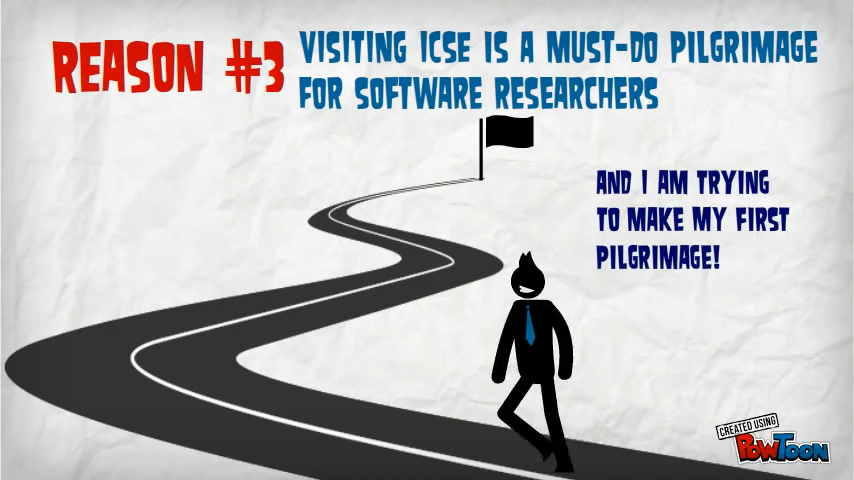 REASON #3
VISITING ICSE IS A MUST-DO PILGRIMAGE
FOR SOFTWARE RESEARCHERS
AND I AM TRYING
TO MAKE MY FIRST
PILGRIMAGE!
CREATED USING
POWTOON